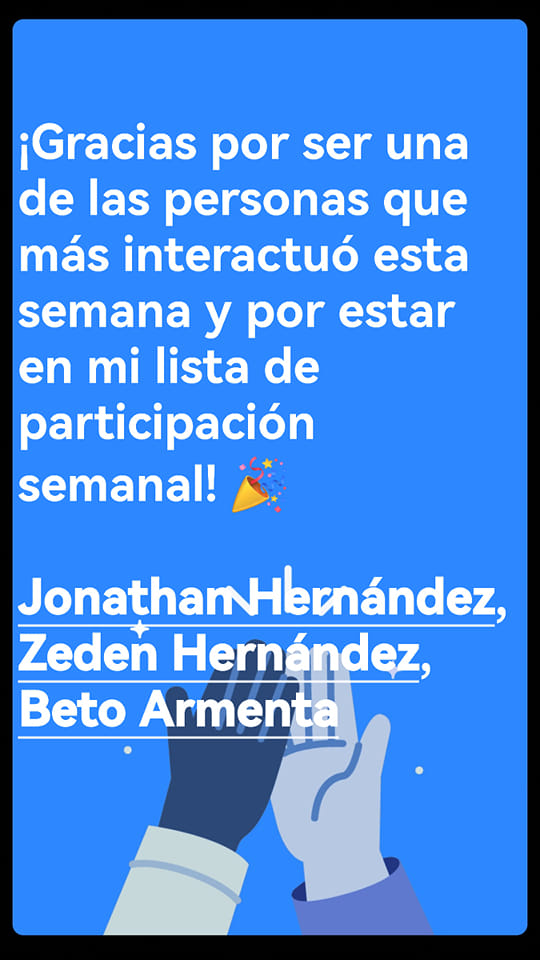 ¡Gracias por ser una
de las personas que
más interactuó esta
semana y por estar
en mi lista de
participación
semanal! 🎉
Jonathan Hernández,
Zeden Hernández,
Beto Armenta